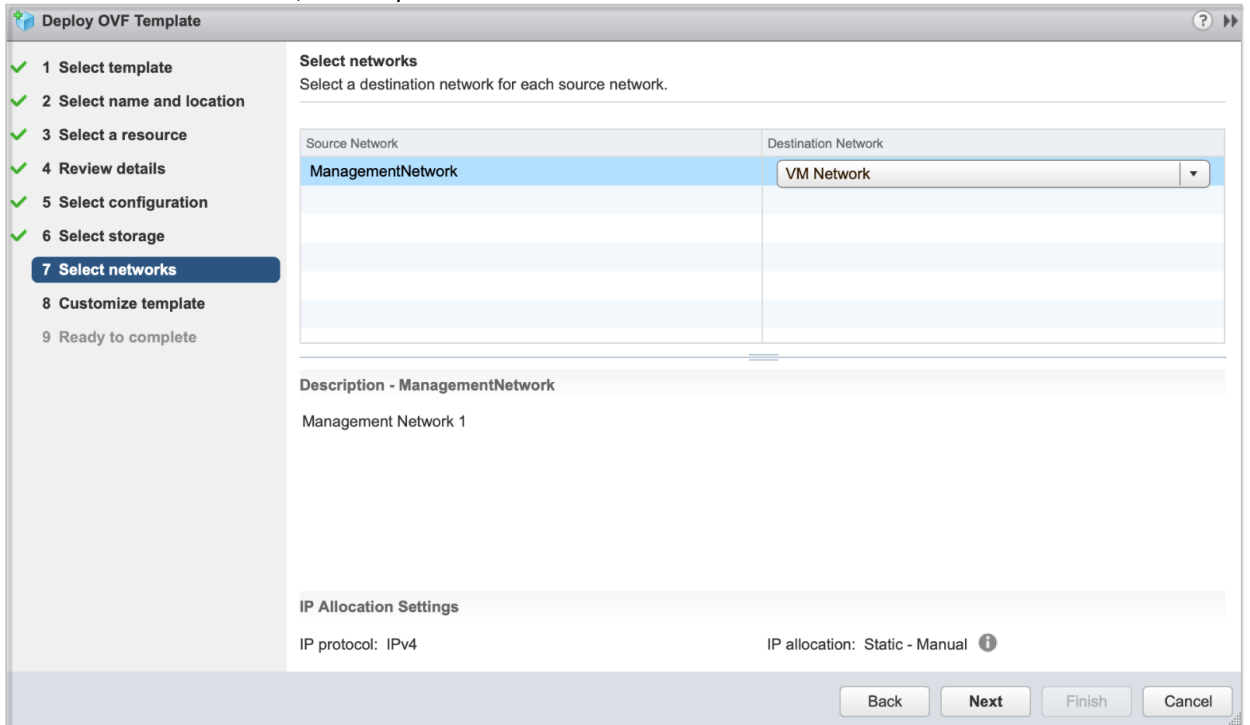 Deploy OVF Template
1 Select template
2 Select name and location
3 Select a resource
4 Review details
5 Select configuration
6 Select storage
7 Select networks
8 Customize template
9 Ready to complete
Select networks
Select a destination network for each source network.
Source Network Destination Network
ManagementNetwork VM Network
Description - ManagementNetwork
Management Network 1
IP Allocation Settings
IP protocol: IPv4 IP allocation: Static - Manual
Back Next Finish Cancel